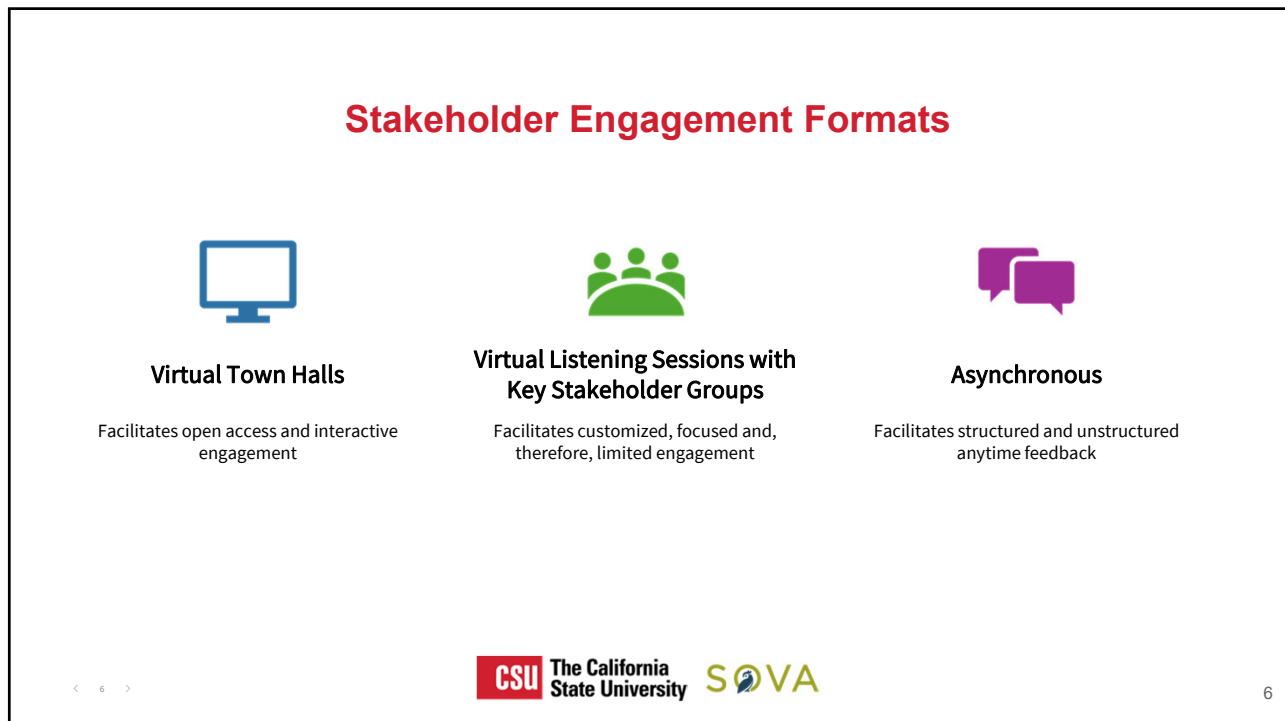 Stakeholder Engagement Formats
Virtual Town Halls
Facilitates open access and interactive
engagement
Virtual Listening Sessions with
Key Stakeholder Groups
Facilitates customized, focused and,
therefore, limited engagement
Asynchronous
Facilitates structured and unstructured
anytime feedback
< 6 >
CSU The California
State University
SOVA
6